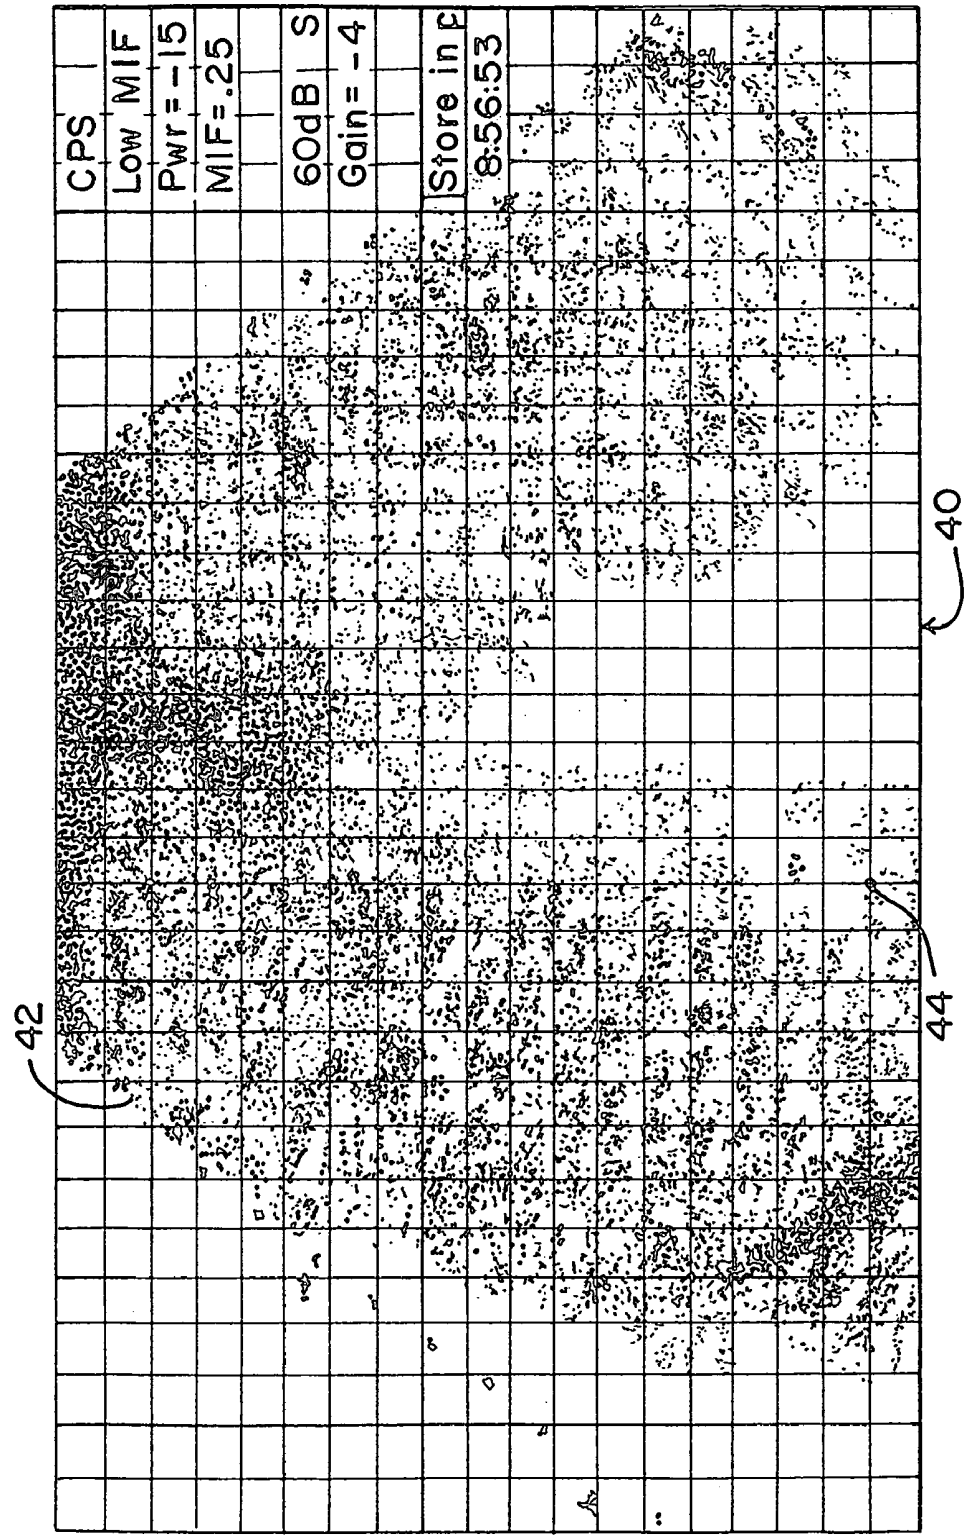 CPS
Low MIF
Pwr=-15
MIF=.25
60dB S
Gain=-4
Store in p
8:56:53
42
44
40